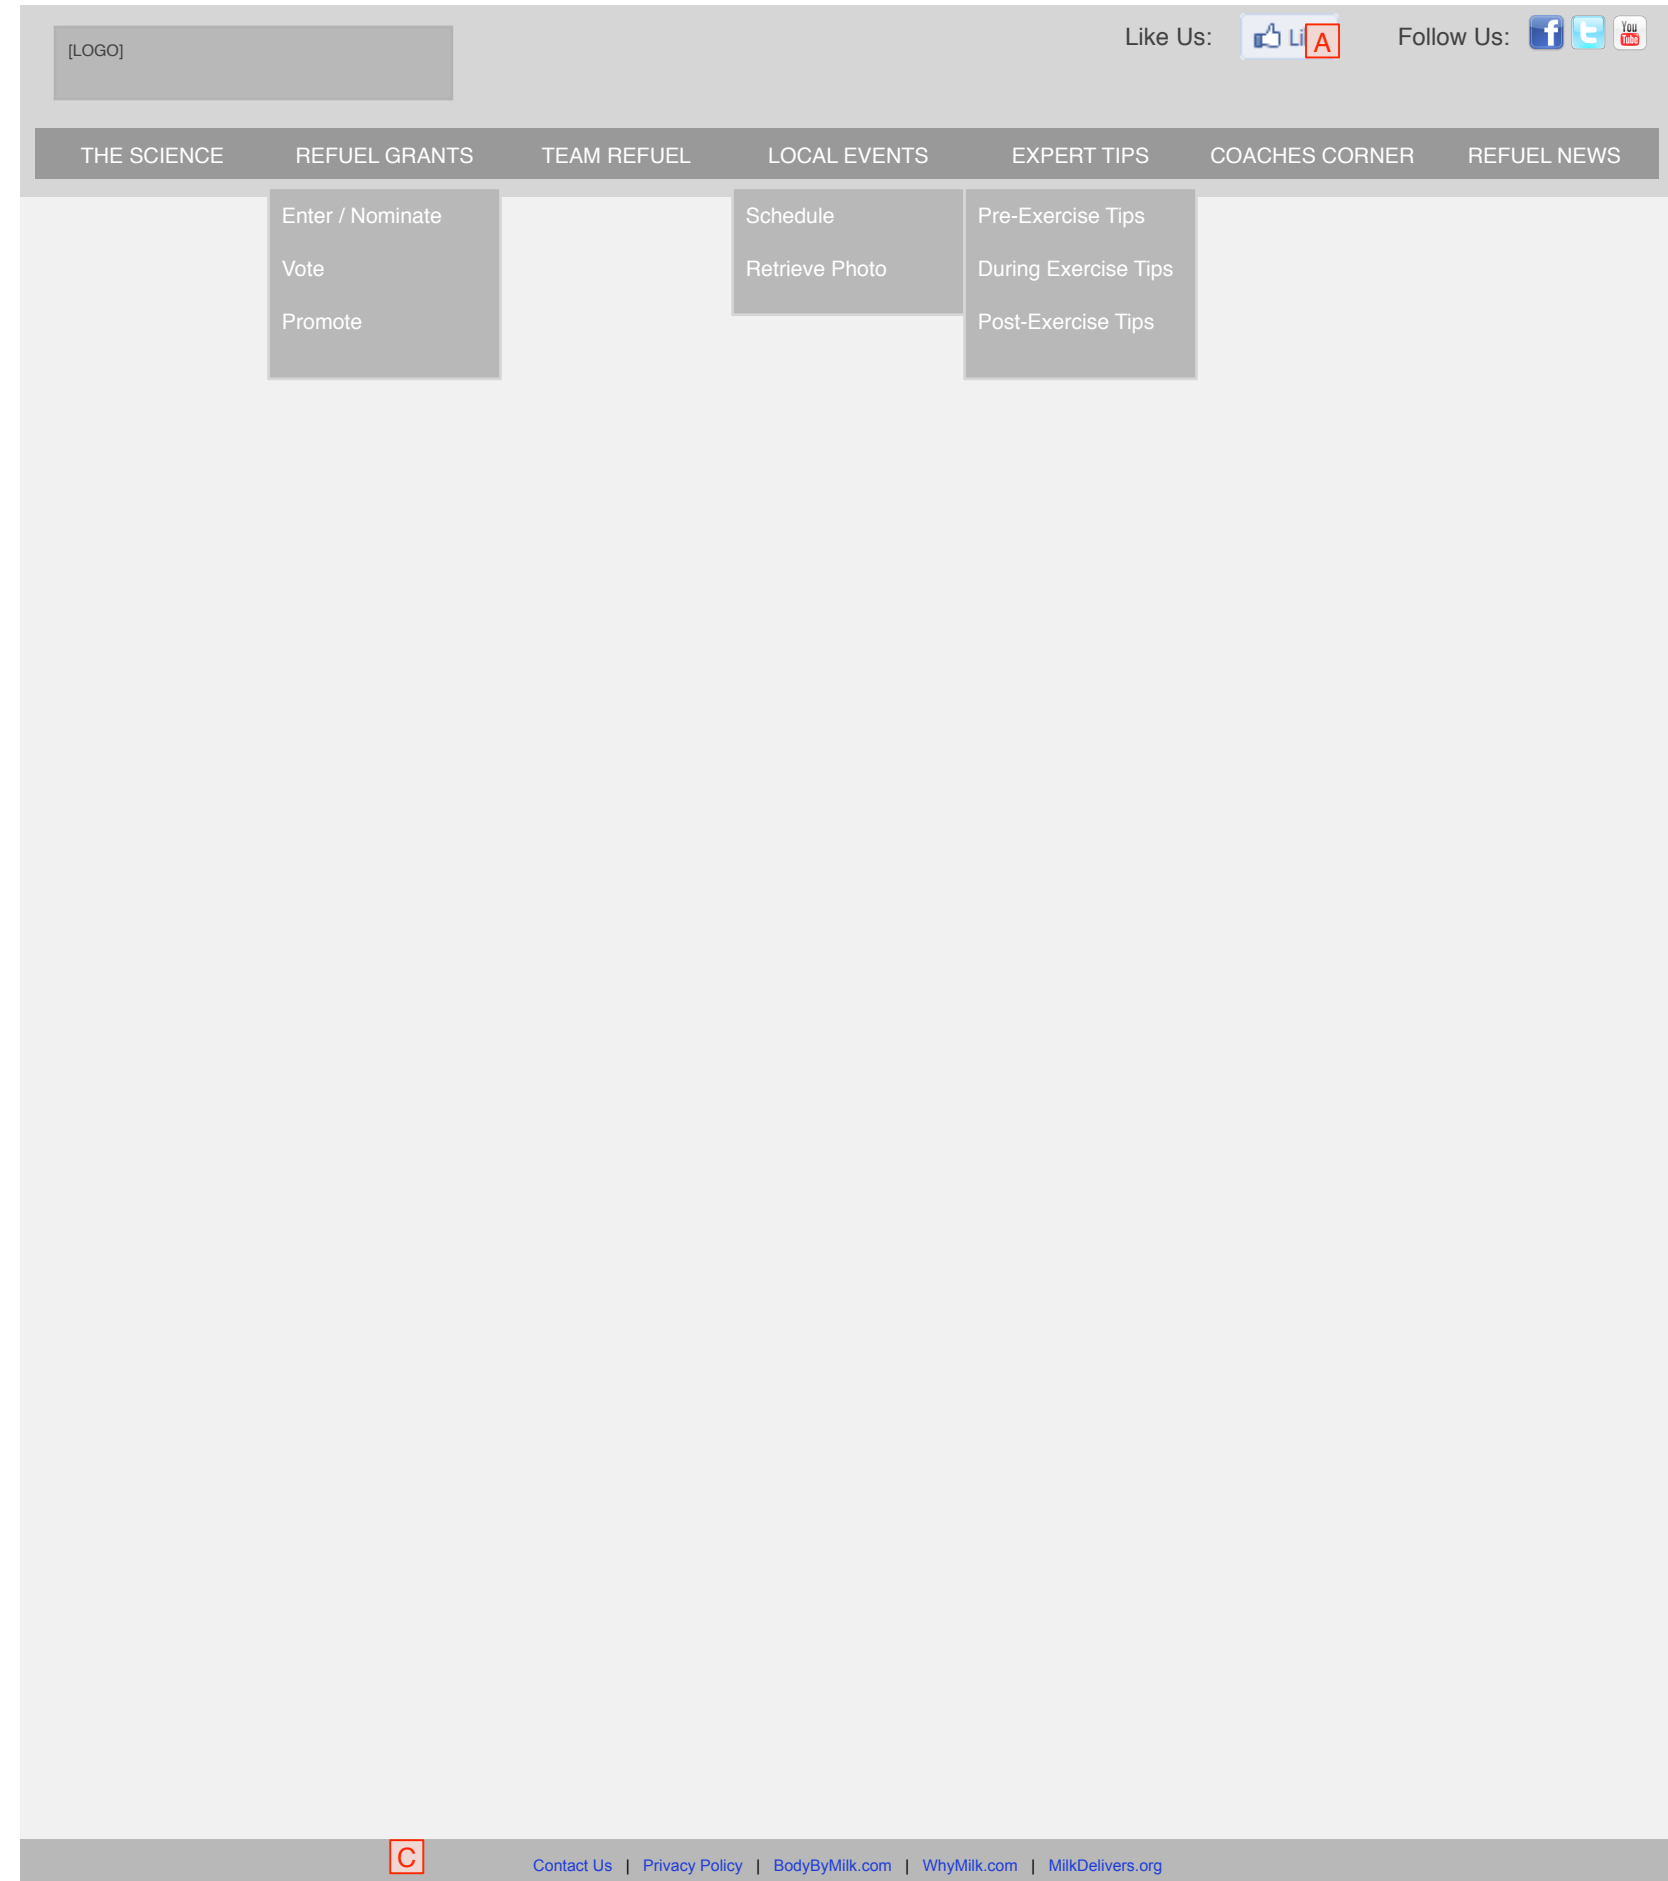 [LOGO]
Like Us: Li A Follow Us: f t You Tube
THE SCIENCE REFUEL GRANTS TEAM REFUEL LOCAL EVENTS EXPERT TIPS COACHES CORNER REFUEL NEWS
Enter / Nominate Schedule Pre-Exercise Tips
Vote Retrieve Photo During Exercise Tips
Promote Post-Exercise Tips
C
Contact Us | Privacy Policy | BodyByMilk.com | WhyMilk.com | MilkDelivers.org